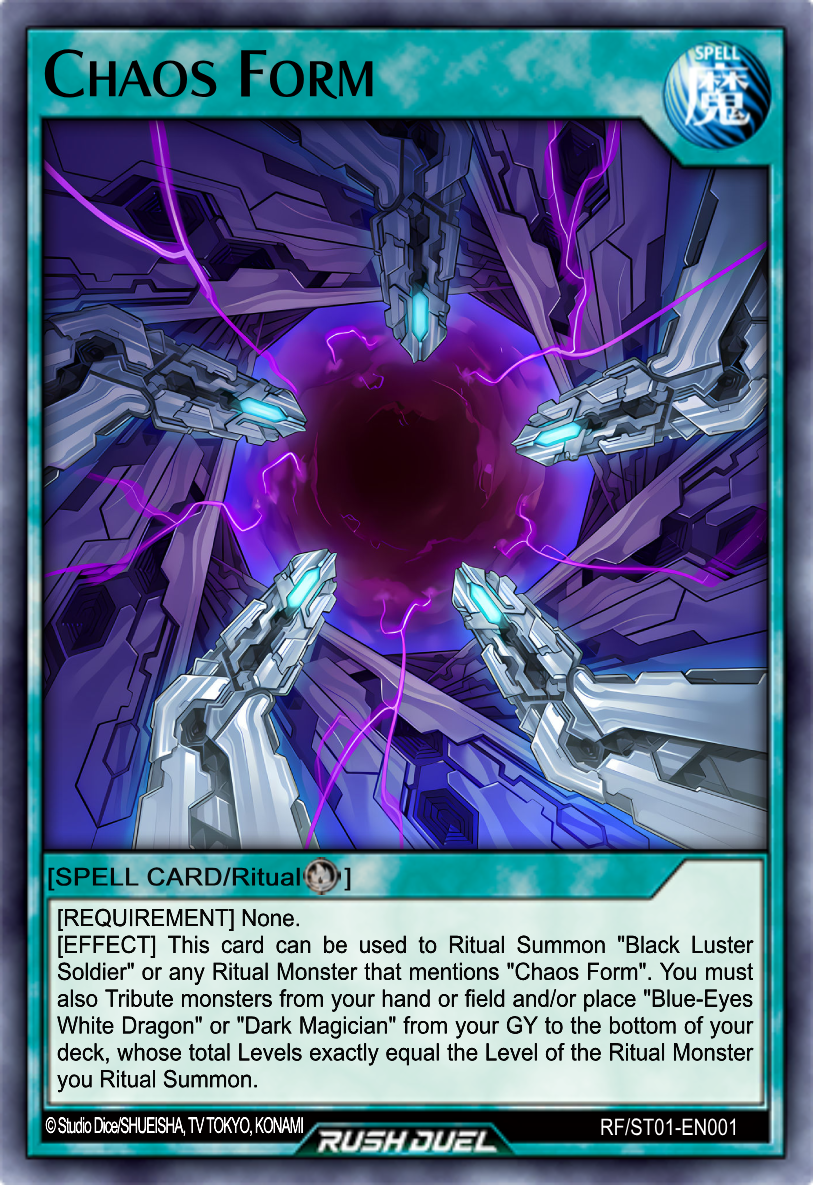 Chaos Form
SPELL
魔
[SPELL CARD/Ritual ]
[REQUIREMENT] None.
[EFFECT] This card can be used to Ritual Summon "Black Luster
Soldier" or any Ritual Monster that mentions "Chaos Form". You must
also Tribute monsters from your hand or field and/or place "Blue-Eyes
White Dragon" or "Dark Magician" from your GY to the bottom of your
deck, whose total Levels exactly equal the Level of the Ritual Monster
you Ritual Summon.
© Studio Dice/SHUEISHA, TV TOKYO, KONAMI
RUSH DUEL
RF/ST01-EN001